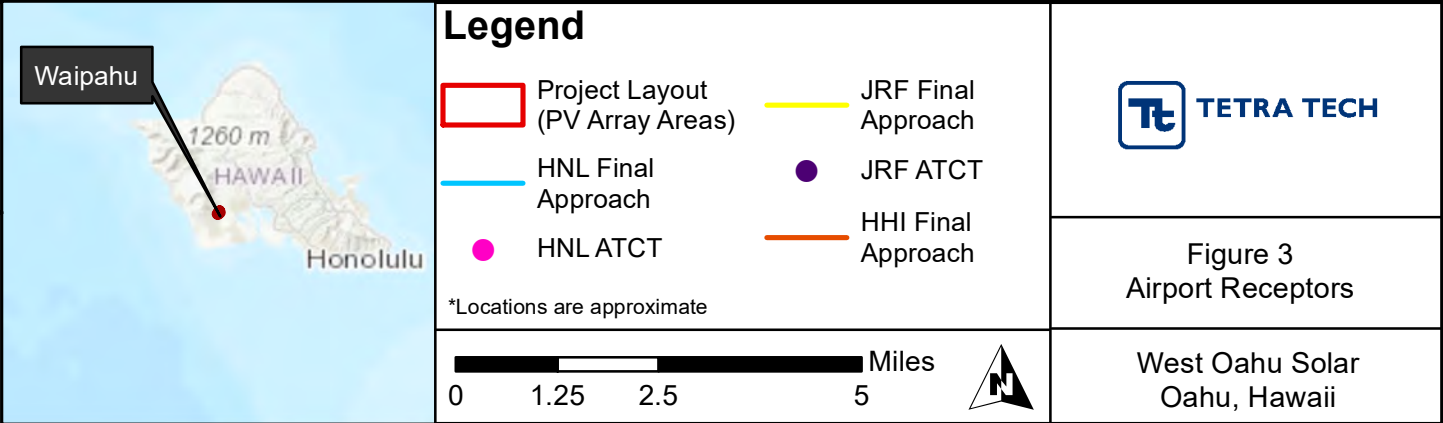 Waipahu
1260 m
HAWAII
Honolulu
Legend
Project Layout
(PV Array Areas)
HNL Final
Approach
HNL ATCT
JRF Final
Approach
JRF ATCT
HHI Final
Approach
*Locations are approximate
Miles
0 1.25 2.5 5
N
Tt TETRA TECH
Figure 3
Airport Receptors
West Oahu Solar
Oahu, Hawaii